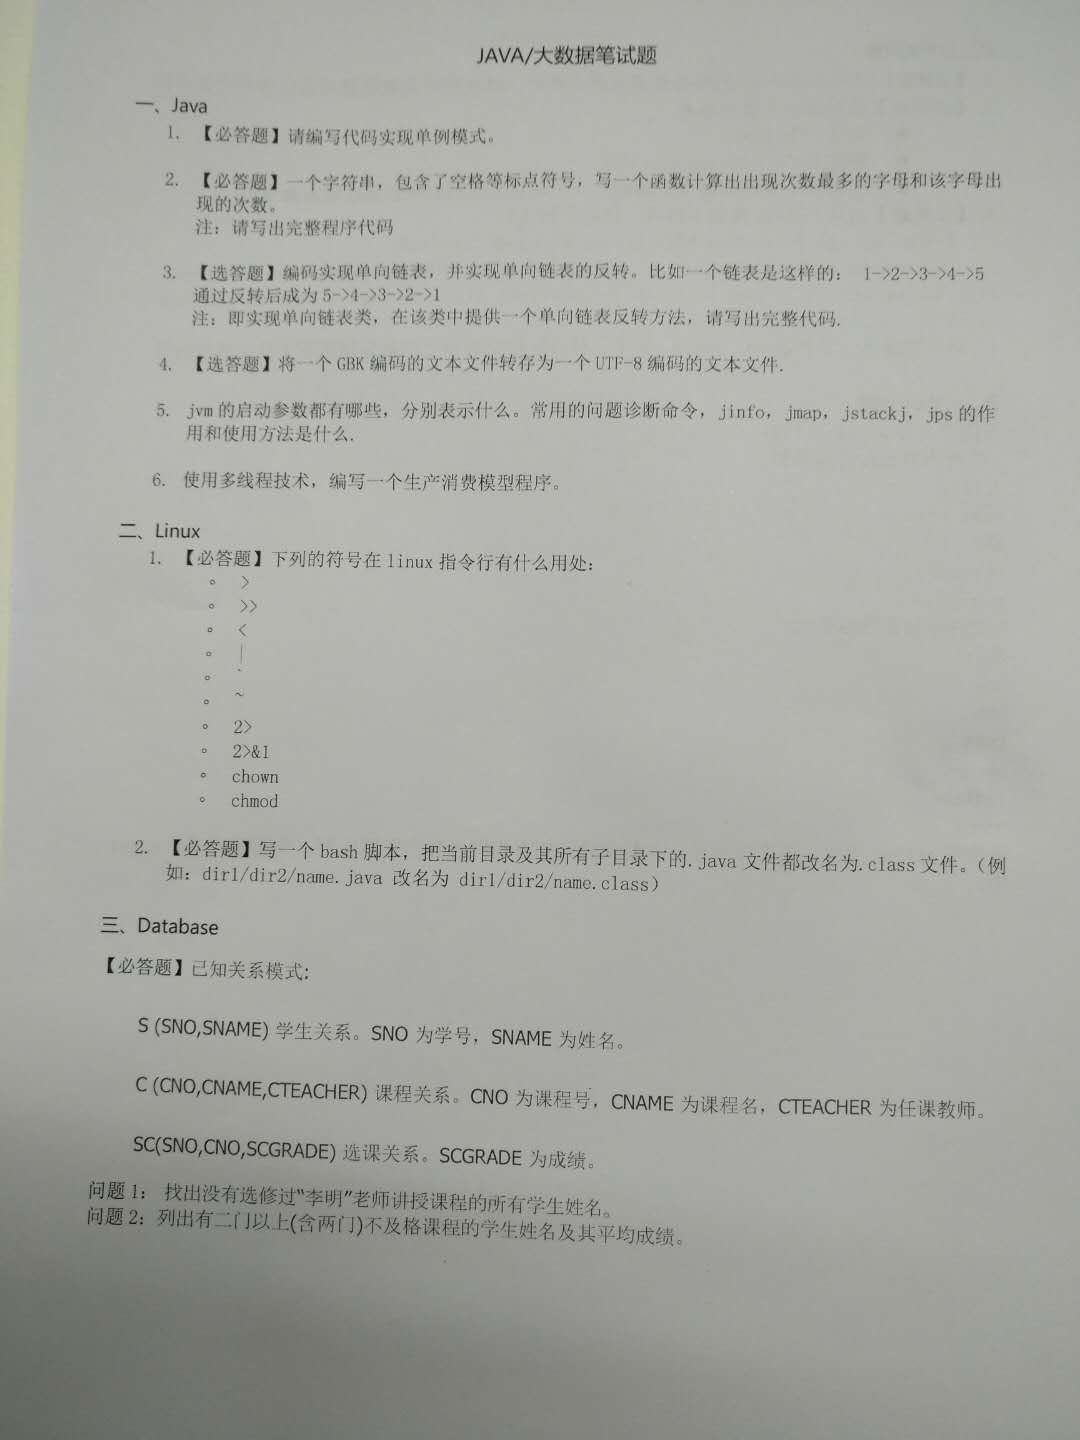 JAVA/大数据笔试题
一、Java
1. 【必答题】请编写代码实现单例模式。
2. 【必答题】一个字符串，包含了空格等标点符号，写一个函数计算出出现次数最多的字母和该字母出
现的次数。
注：请写出完整程序代码
3. 【选答题】编码实现单向链表，并实现单向链表的反转。比如一个链表是这样的： 1->2->3->4->5
通过反转后成为 5->4->3->2->1
注：即实现单向链表类，在该类中提供一个单向链表反转方法，请写出完整代码.
4. 【选答题】将一个 GBK 编码的文本文件转存为一个 UTF-8 编码的文本文件.
5. jvm 的启动参数都有哪些，分别表示什么。常用的问题诊断命令，jinfo，jmap，jstackj，jps 的作
用和使用方法是什么.
6. 使用多线程技术，编写一个生产消费模型程序。
二、Linux
1. 【必答题】下列的符号在 linux 指令行有什么用处：
◦ >
◦ >>
◦ <
◦ |
◦ `
◦ ~
◦ 2>
◦ 2>&1
◦ chown
◦ chmod
2. 【必答题】写一个 bash 脚本，把当前目录及其所有子目录下的.java 文件都改名为.class 文件。（例
如：dir1/dir2/name.java 改名为 dir1/dir2/name.class）
三、Database
【必答题】已知关系模式:
S (SNO,SNAME) 学生关系。SNO 为学号，SNAME 为姓名。
C (CNO,CNAME,CTEACHER) 课程关系。CNO 为课程号，CNAME 为课程名，CTEACHER 为任课教师。
SC(SNO,CNO,SCGRADE) 选课关系。SCGRADE 为成绩。
问题 1： 找出没有选修过“李明”老师讲授课程的所有学生姓名。
问题 2：列出有二门以上(含两门)不及格课程的学生姓名及其平均成绩。